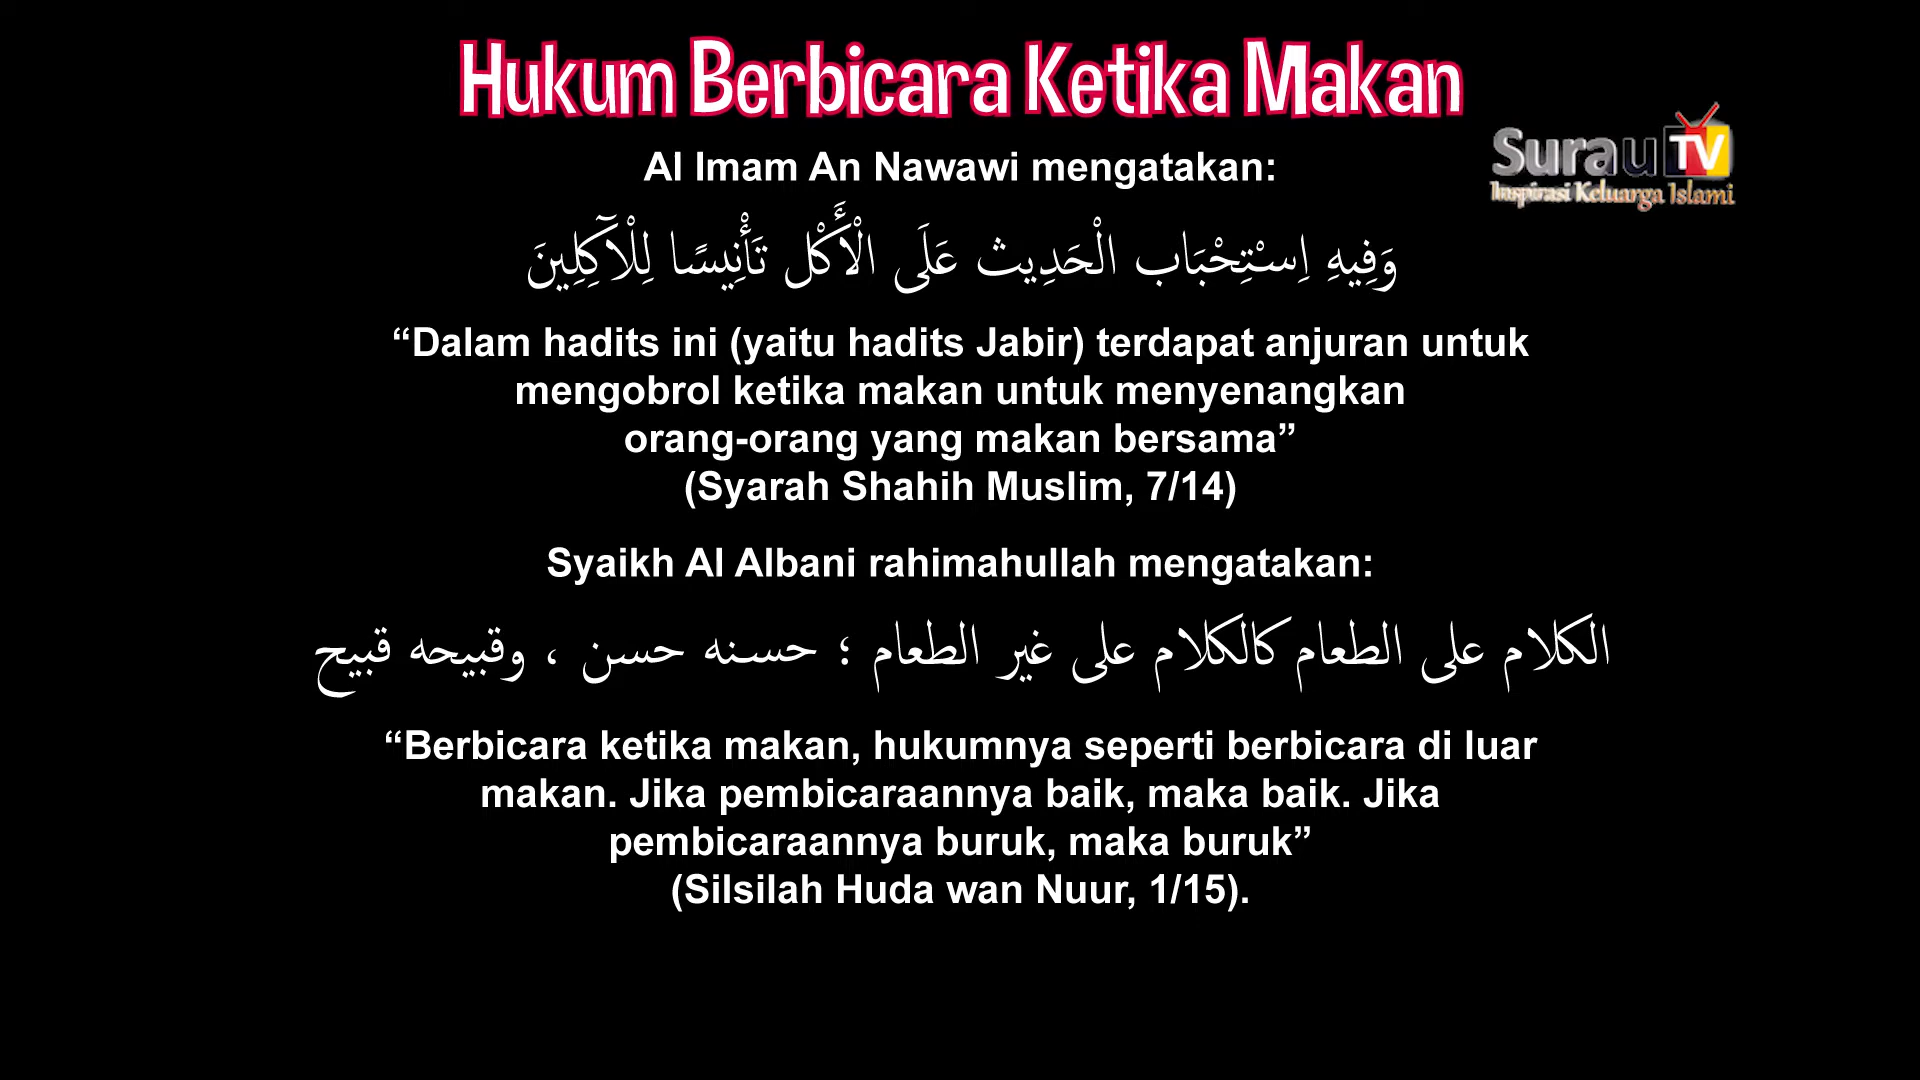 Hukum Berbicara Ketika Makan
Surau TV
Inspirasi Keluarga Islami
Al Imam An Nawawi mengatakan:
وَفِيهِ اِسْتِحْبَاب الْحَدِيث عَلَى الْأَكْل تَأْنِيسًا لِلْآكِلِينَ
“Dalam hadits ini (yaitu hadits Jabir) terdapat anjuran untuk
mengobrol ketika makan untuk menyenangkan
orang-orang yang makan bersama”
(Syarah Shahih Muslim, 7/14)
Syaikh Al Albani rahimahullah mengatakan:
الكلام على الطعام كالكلام على غير الطعام ؛ حسنه حسن ، وقبيحه قبيح
“Berbicara ketika makan, hukumnya seperti berbicara di luar
makan. Jika pembicaraannya baik, maka baik. Jika
pembicaraannya buruk, maka buruk”
(Silsilah Huda wan Nuur, 1/15).